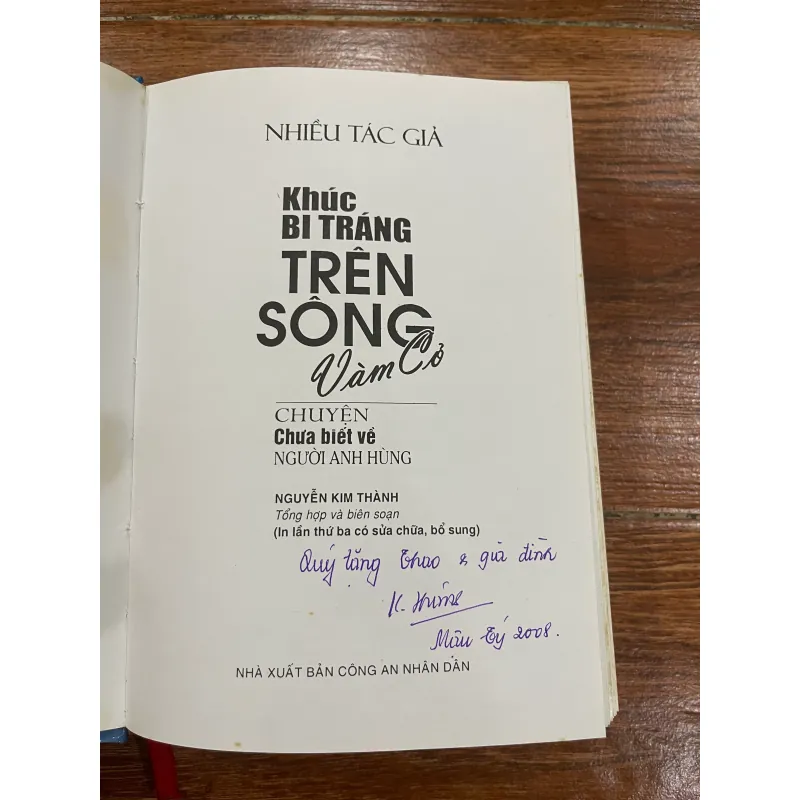 NHIỀU TÁC GIẢ
Khúc
BI TRÁNG
TRÊN
SÔNG
Vàm Cỏ
CHUYỆN
Chưa biết về
NGƯỜI ANH HÙNG
NGUYỄN KIM THÀNH
Tổng hợp và biên soạn
(In lần thứ ba có sửa chữa, bổ sung)
Quý tặng Thao & gia đình
K.
Mậu Tý 2008.
NHÀ XUẤT BẢN CÔNG AN NHÂN DÂN